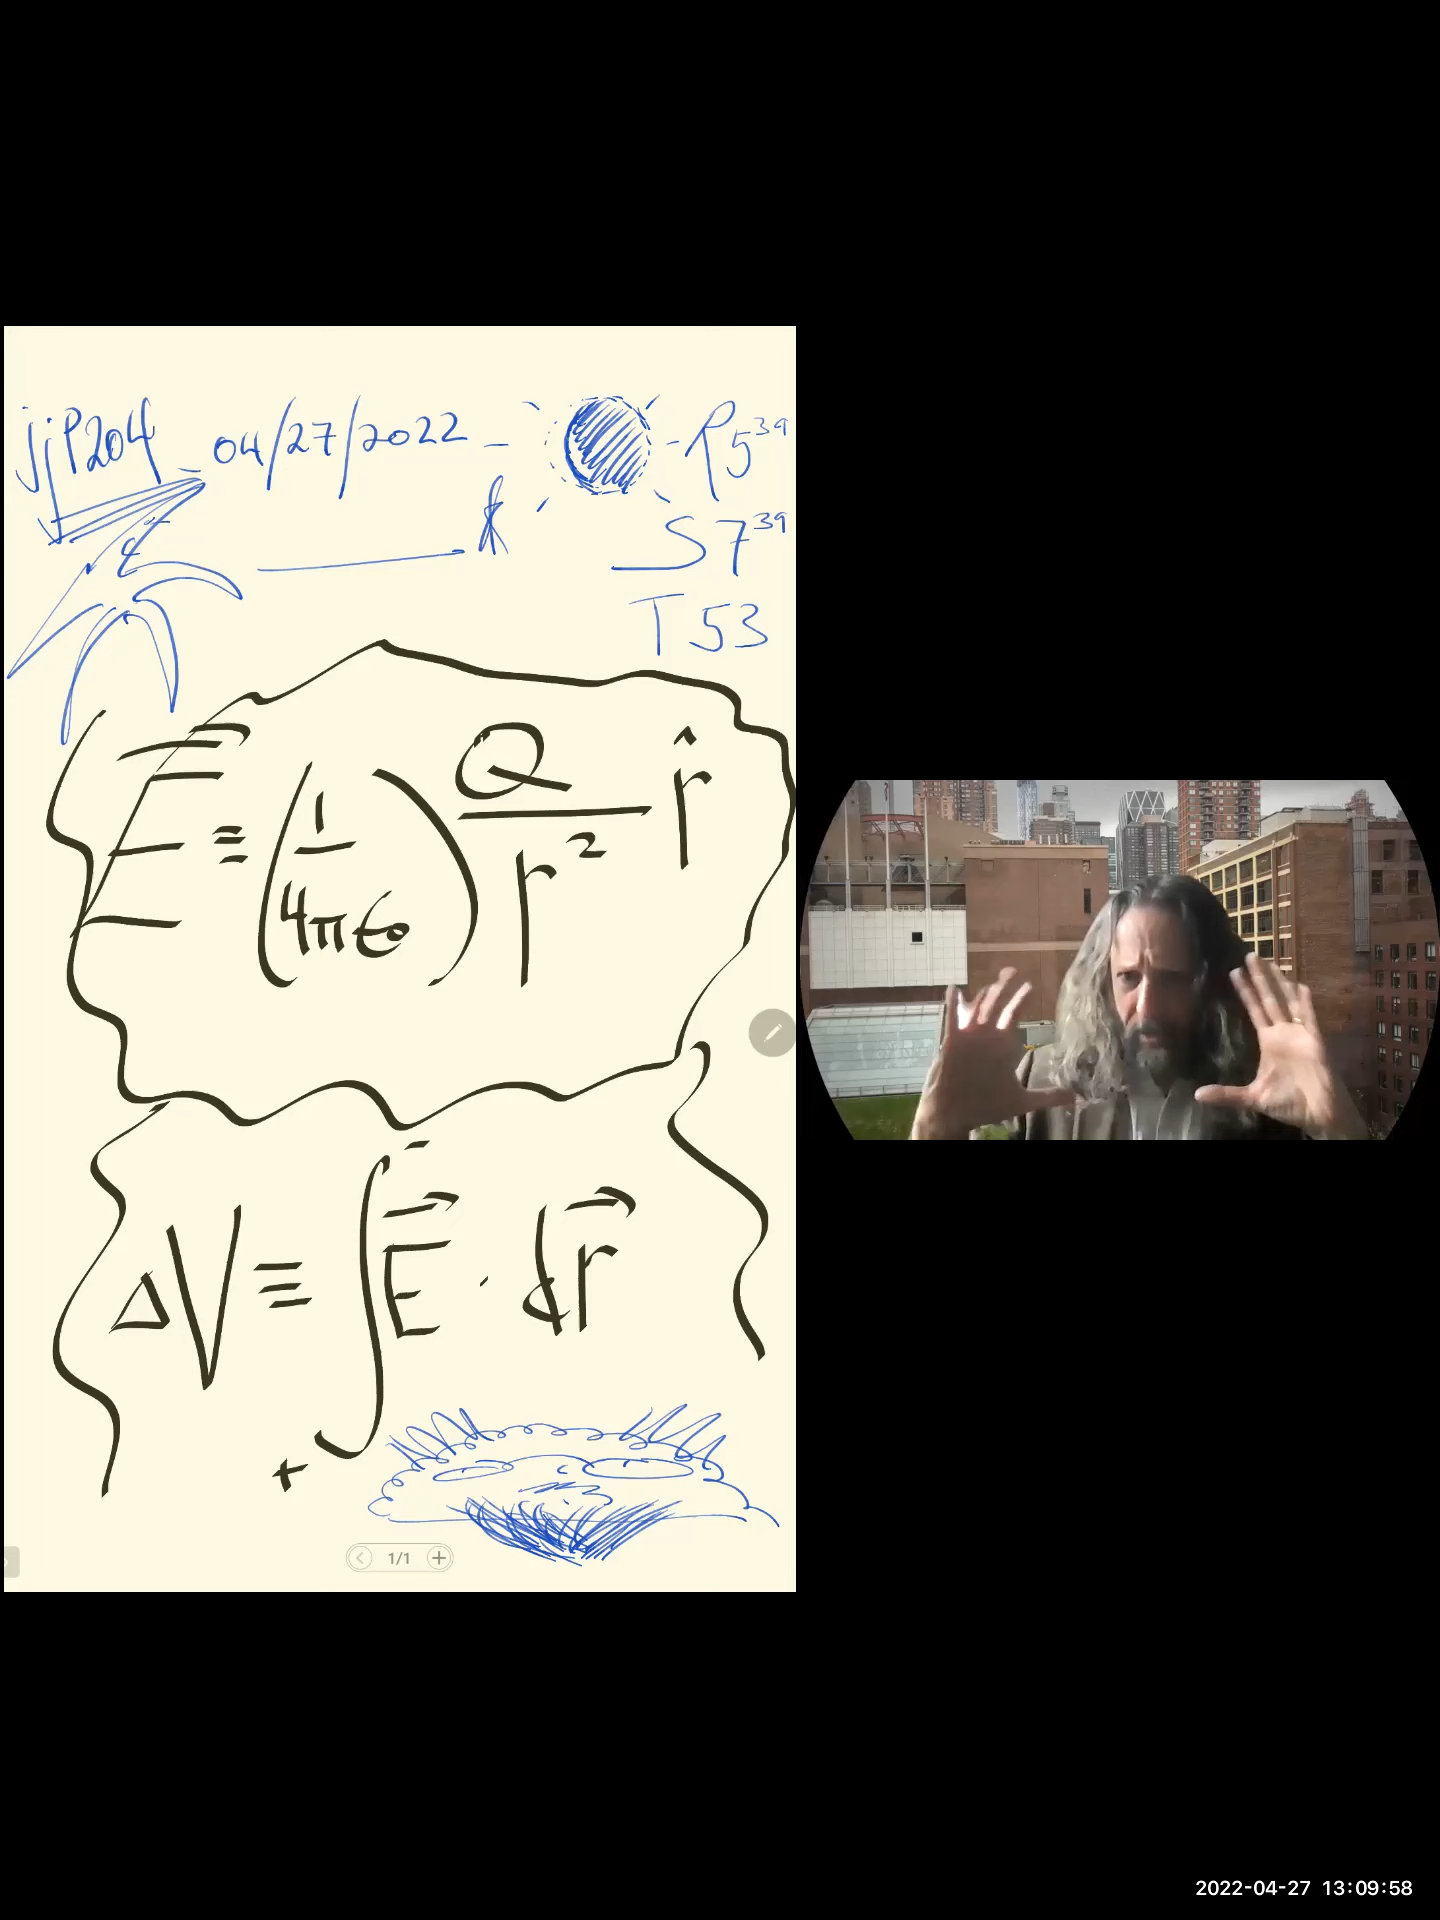 jjP204 - 04/27/2022 - - R5³⁹
S7³⁹
T 53
E⃗ = (1/4πϵ₀) Q/r² r̂
-
ΔV ≡ ∫ E⃗ · dr⃗
+
1/1
2022-04-27 13:09:58